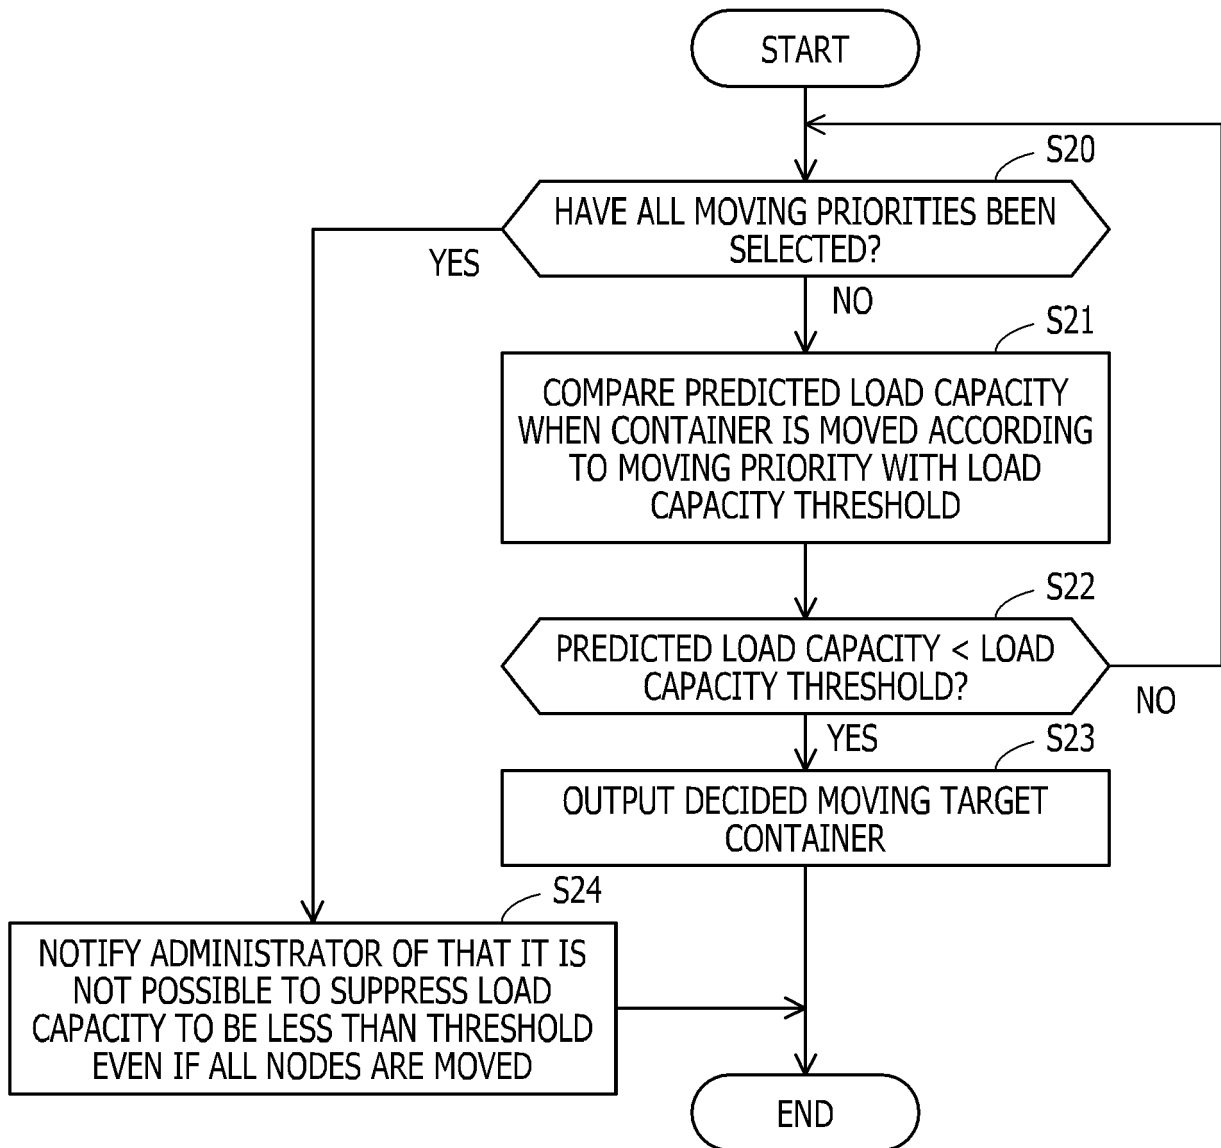 START
S20
HAVE ALL MOVING PRIORITIES BEEN
SELECTED?
YES
NO
S21
COMPARE PREDICTED LOAD CAPACITY
WHEN CONTAINER IS MOVED ACCORDING
TO MOVING PRIORITY WITH LOAD
CAPACITY THRESHOLD
S22
PREDICTED LOAD CAPACITY < LOAD
CAPACITY THRESHOLD?
NO
YES
S23
OUTPUT DECIDED MOVING TARGET
CONTAINER
S24
NOTIFY ADMINISTRATOR OF THAT IT IS
NOT POSSIBLE TO SUPPRESS LOAD
CAPACITY TO BE LESS THAN THRESHOLD
EVEN IF ALL NODES ARE MOVED
END